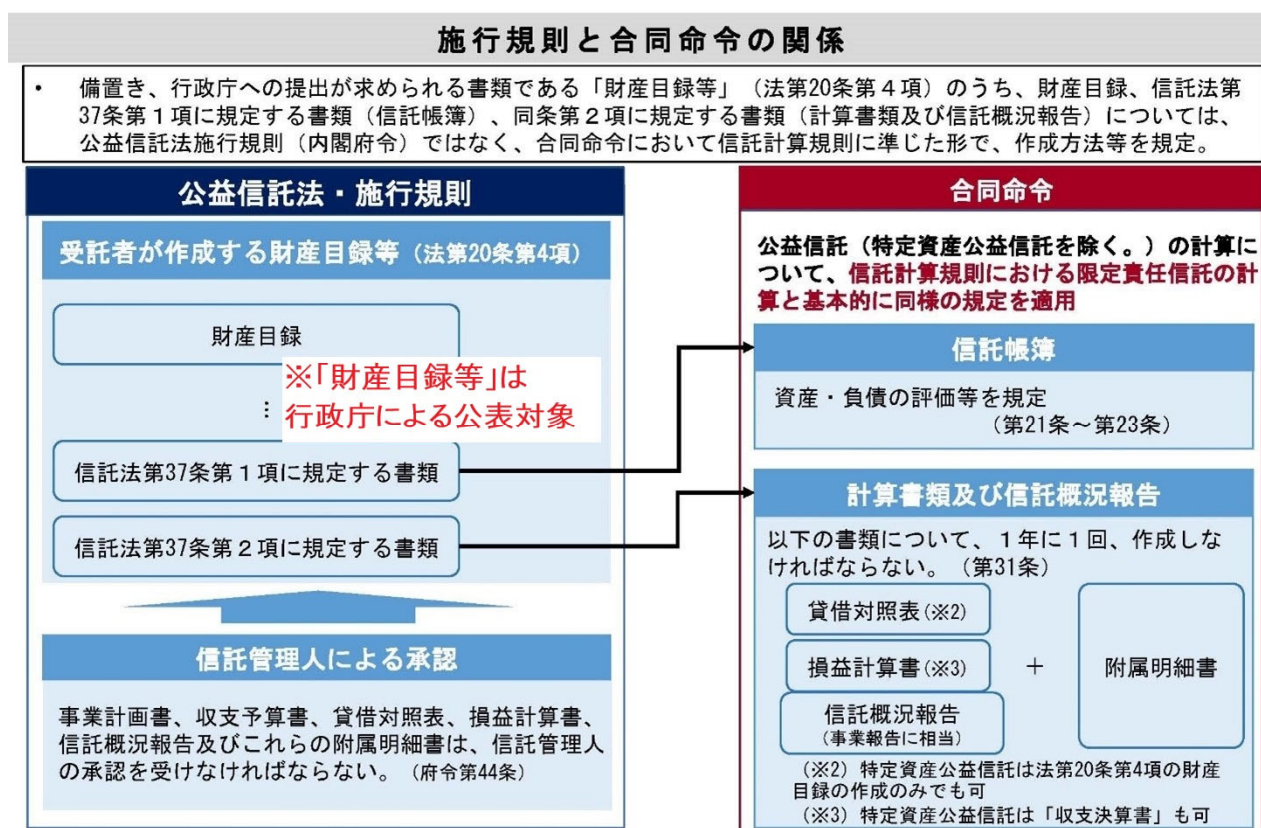 施行規則と合同命令の関係
・ 備置き、行政庁への提出が求められる書類である「財産目録等」（法第20条第４項）のうち、財産目録、信託法第
37条第１項に規定する書類（信託帳簿）、同条第２項に規定する書類（計算書類及び信託概況報告）については、
公益信託法施行規則（内閣府令）ではなく、合同命令において信託計算規則に準じた形で、作成方法等を規定。
公益信託法・施行規則
受託者が作成する財産目録等（法第20条第4項）
財産目録
※「財産目録等」は
行政庁による公表対象
⋮
信託法第37条第１項に規定する書類
信託法第37条第２項に規定する書類
信託管理人による承認
事業計画書、収支予算書、貸借対照表、損益計算書、
信託概況報告及びこれらの附属明細書は、信託管理人
の承認を受けなければならない。（府令第44条）
合同命令
公益信託（特定資産公益信託を除く。）の計算に
ついて、信託計算規則における限定責任信託の計
算と基本的に同様の規定を適用
信託帳簿
資産・負債の評価等を規定
（第21条～第23条）
計算書類及び信託概況報告
以下の書類について、１年に１回、作成しな
ければならない。（第31条）
貸借対照表(※2)
損益計算書(※3)
＋
附属明細書
信託概況報告
（事業報告に相当）
（※2）特定資産公益信託は法第20条第4項の財産
目録の作成のみでも可
（※3）特定資産公益信託は「収支決算書」も可